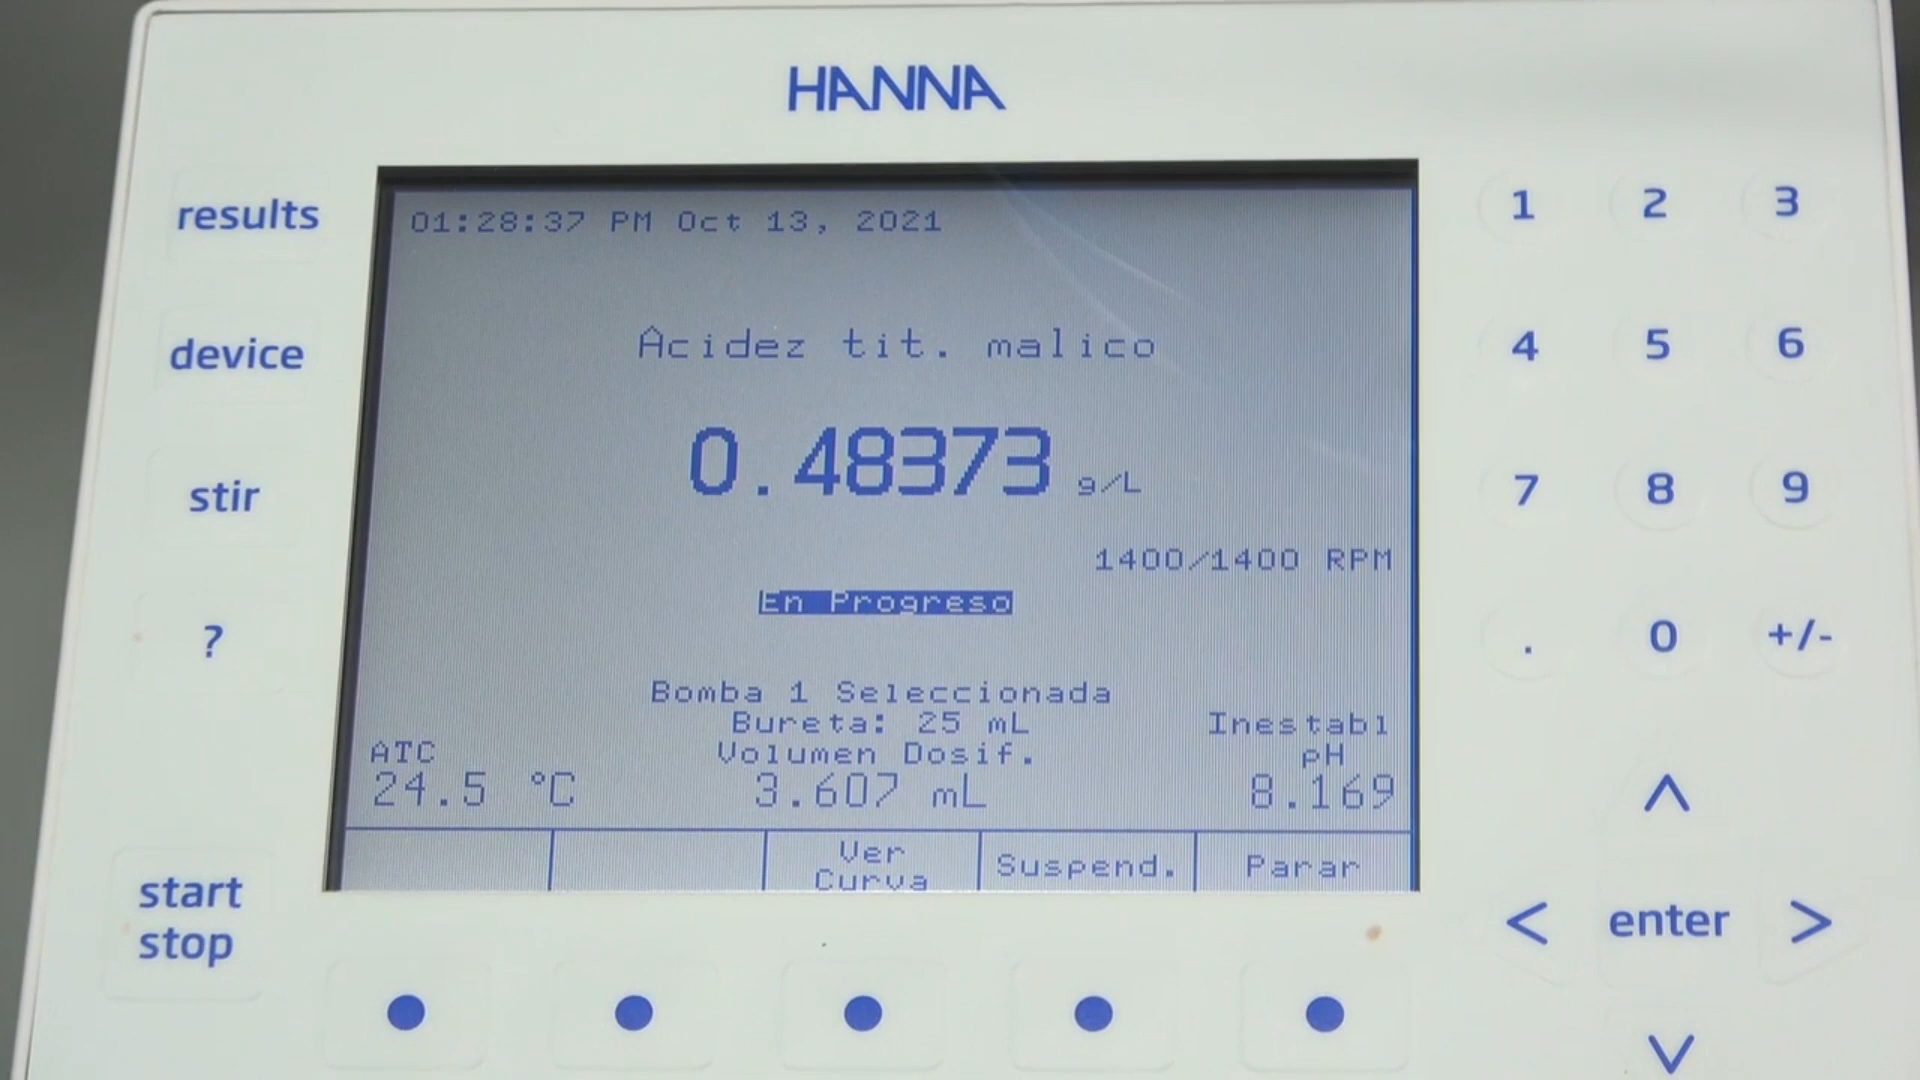 HANNA
results
device
stir
?
start
stop
01:28:37 PM Oct 13, 2021
Acidez tit. malico
0.48373 g/L
1400/1400 RPM
En Progreso
Bomba 1 Seleccionada
Bureta: 25 mL
Volumen Dosif.
3.607 mL
ATC
24.5 °C
Inestabl
pH
8.169
Ver
Curva
Suspend.
Parar
1 2 3
4 5 6
7 8 9
. 0 +/-
< enter >